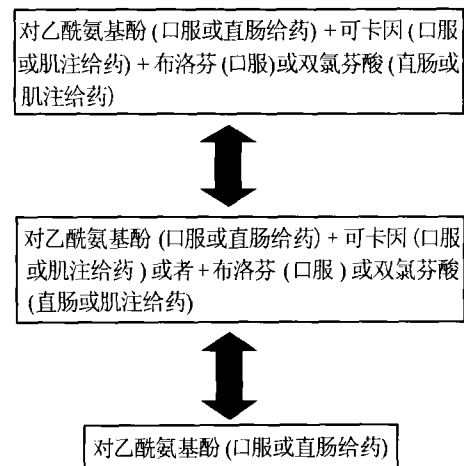 对乙酰氨基酚(口服或直肠给药)+可卡因(口服
或肌注给药)+布洛芬(口服)或双氯芬酸(直肠或
肌注给药)
对乙酰氨基酚(口服或直肠给药)+可卡因(口服
或肌注给药)或者+布洛芬(口服)或双氯芬酸
(直肠或肌注给药)
对乙酰氨基酚(口服或直肠给药)